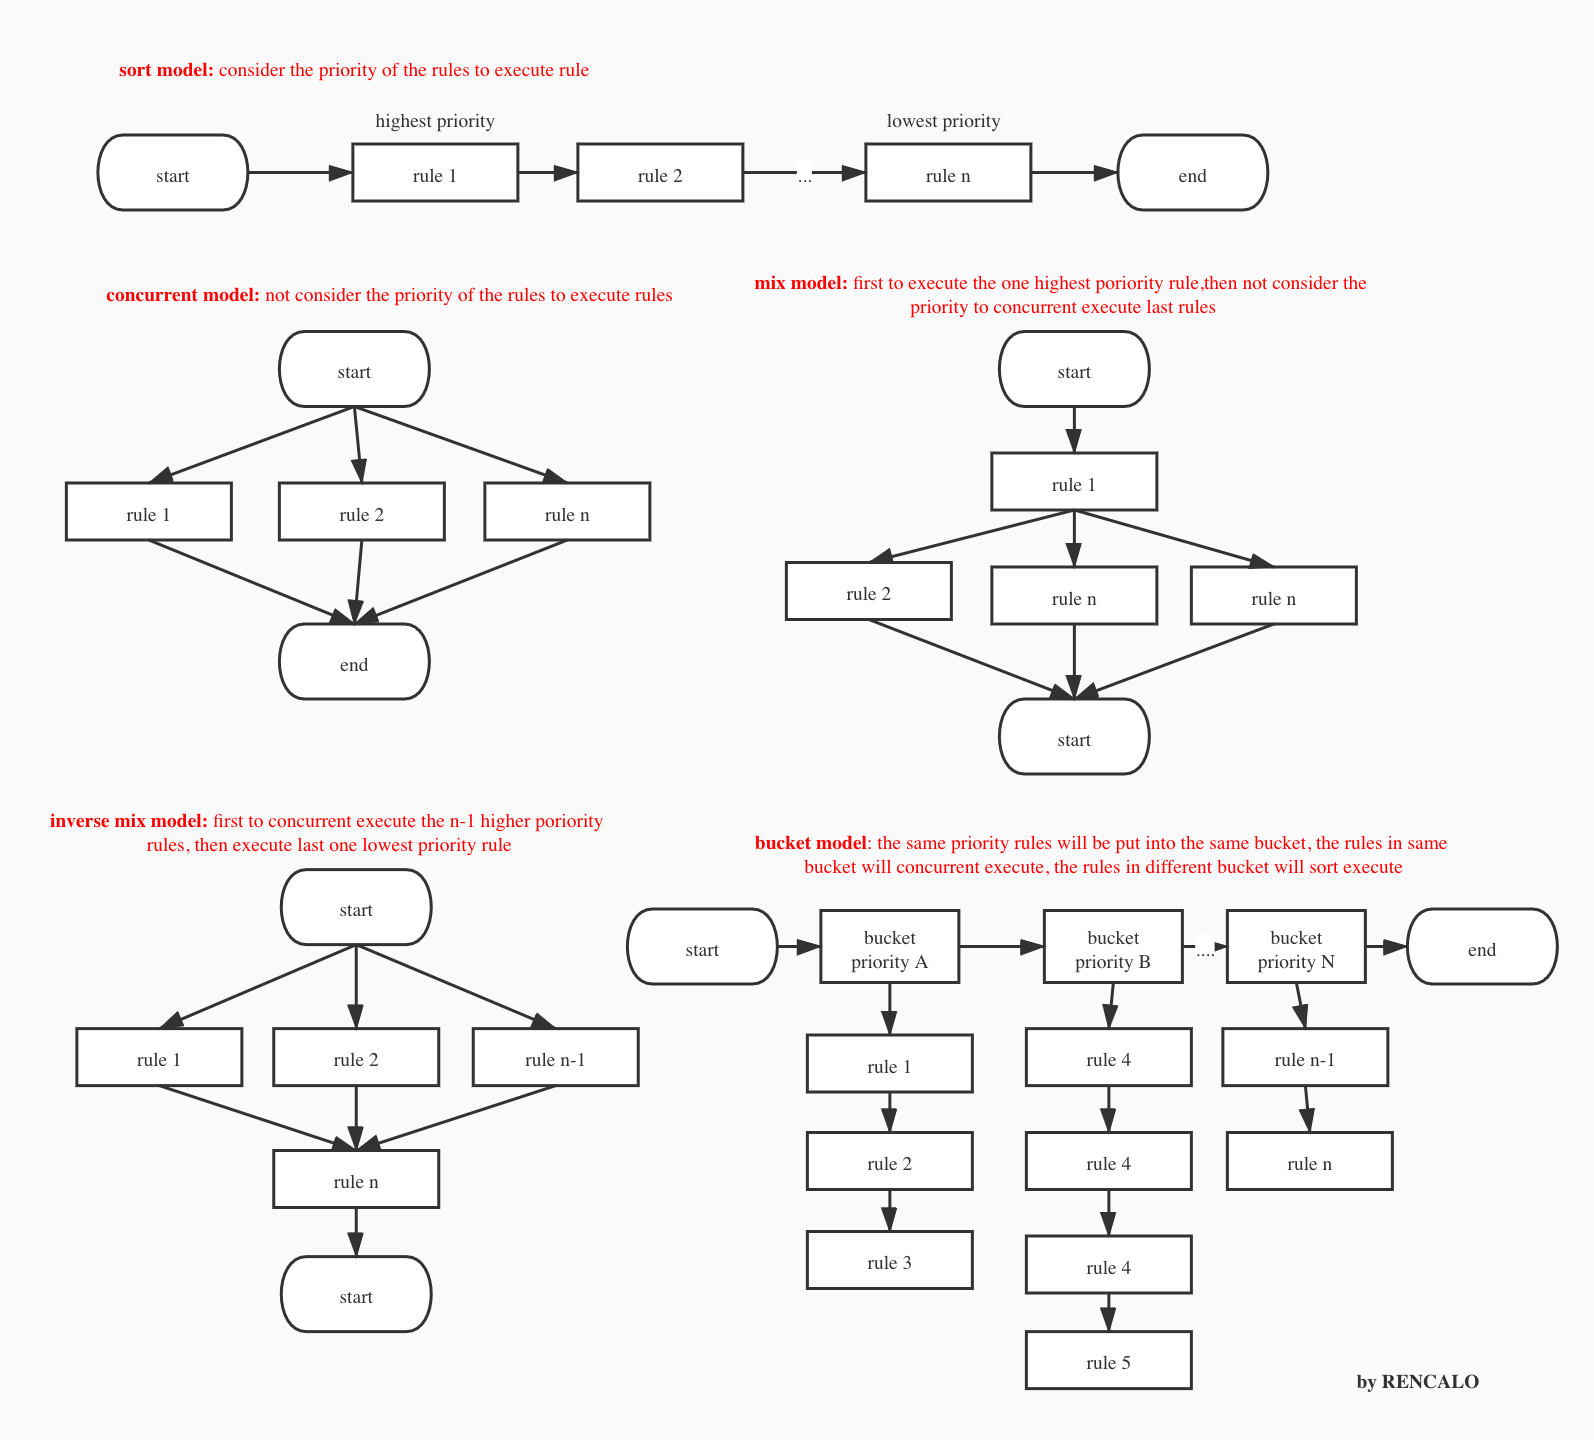 sort model: consider the priority of the rules to execute rule
highest priority
lowest priority
start
rule 1
rule 2
...
rule n
end
concurrent model: not consider the priority of the rules to execute rules
start
rule 1
rule 2
rule n
end
mix model: first to execute the one highest poriority rule,then not consider the
priority to concurrent execute last rules
start
rule 1
rule 2
rule n
rule n
start
inverse mix model: first to concurrent execute the n-1 higher poriority
rules, then execute last one lowest priority rule
start
rule 1
rule 2
rule n-1
rule n
start
bucket model: the same priority rules will be put into the same bucket, the rules in same
bucket will concurrent execute, the rules in different bucket will sort execute
start
bucket
priority A
bucket
priority B
....
bucket
priority N
end
rule 1
rule 2
rule 3
rule 4
rule 4
rule 4
rule 5
rule n-1
rule n
by RENCALO